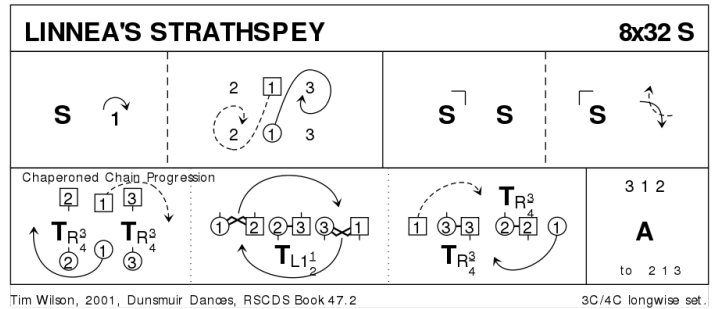 LINNEA'S STRATHSPEY 8x32 S
2 1 3
S 1 S S S
2 1 3
Chaperoned Chain Progression
2 1 3
3 1 2
T R 3/4 T R 3/4
T R 3/4
1 2 2 3 3 1
1 3 3 2 2 1
A
2 1 3
T L 1 1/2
T R 3/4
to 2 1 3
Tim Wilson, 2001, Dunsmuir Dances, RSCDS Book 47.2 3C/4C longwise set.